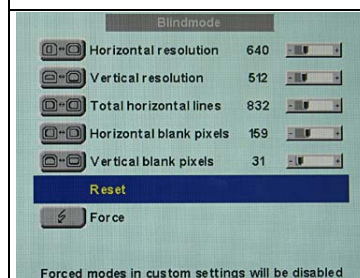 Blindmode
Horizontal resolution 640
Vertical resolution 512
Total horizontal lines 832
Horizontal blank pixels 159
Vertical blank pixels 31
Reset
Force
Forced modes in custom settings will be disabled